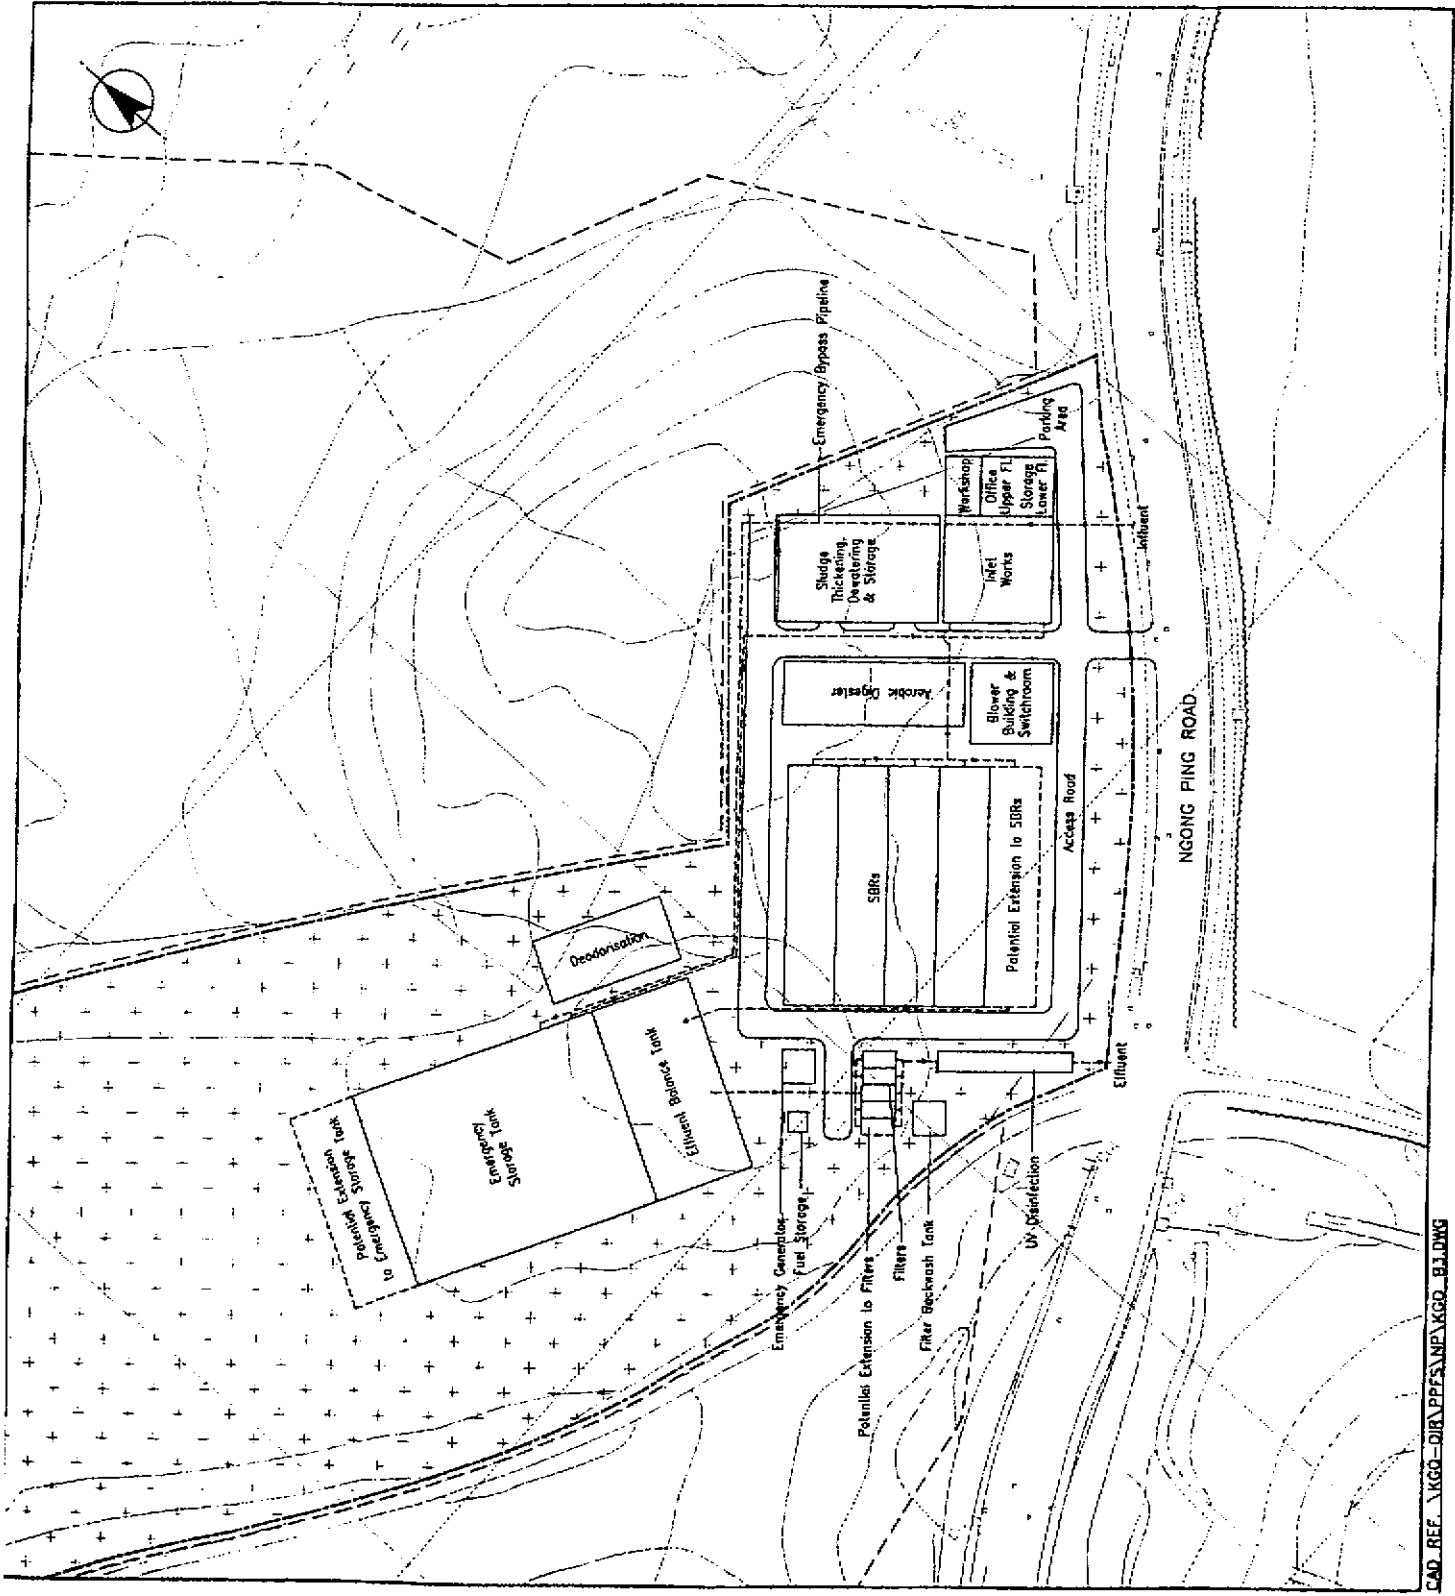 Emergency Bypass Pipeline
Parking
Area
Workshop
Office
Upper Fl.
Storage
Lower Fl.
Sludge
Thickening,
Dewatering
& Storage
Inlet
Works
Influent
Aerobic Digester
Blower
Building &
Switchroom
SBRs
Potential Extension to SBRs
Access Road
NGONG PING ROAD
Deodorisation
Effluent Balance Tank
Emergency
Storage Tank
Potential Extension
to Emergency Storage Tank
Effluent
Emergency Generator
Fuel Storage
Potential Extension to Filters
Filters
Filter Backwash Tank
UV Disinfection
CAD REF. \KGO-DIR\PPFS\NP\KGO_B3.DWG